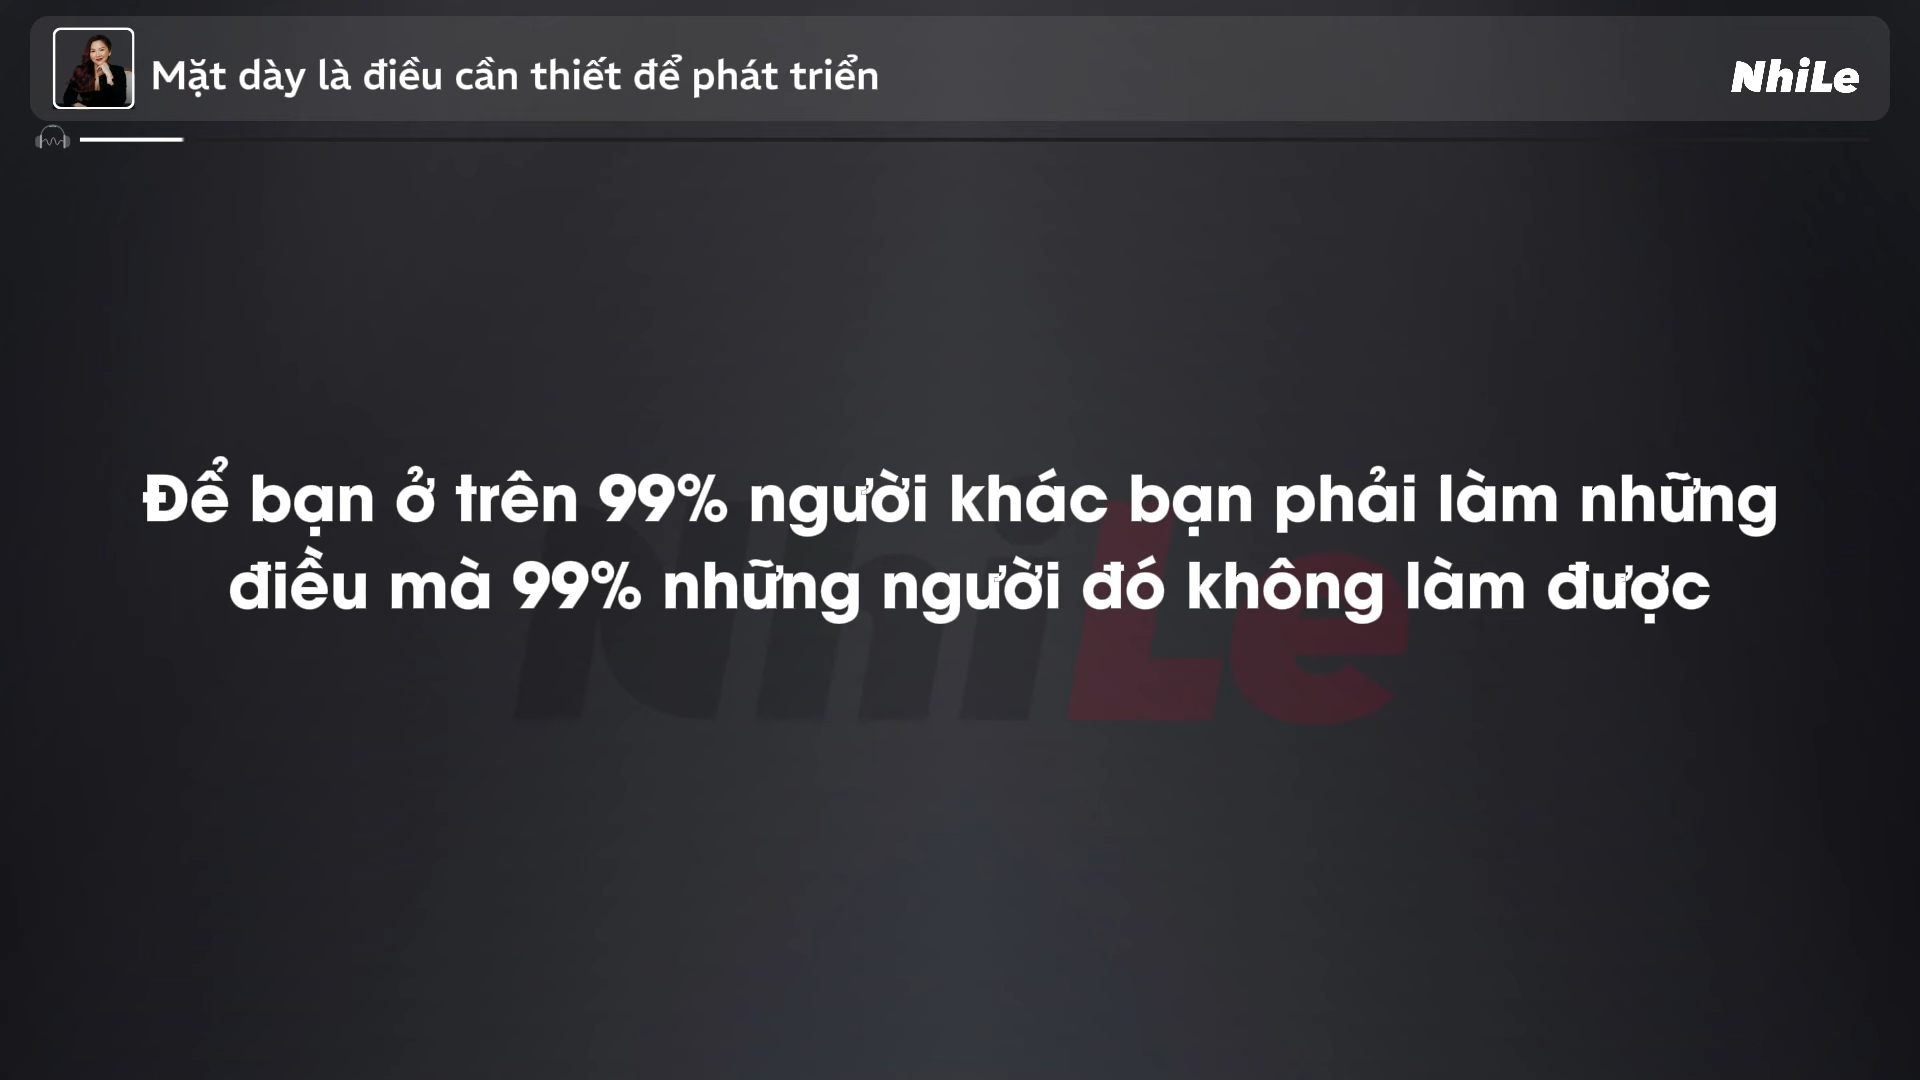 Mặt dày là điều cần thiết để phát triển
NhiLe
Để bạn ở trên 99% người khác bạn phải làm những
điều mà 99% những người đó không làm được
NhiLe